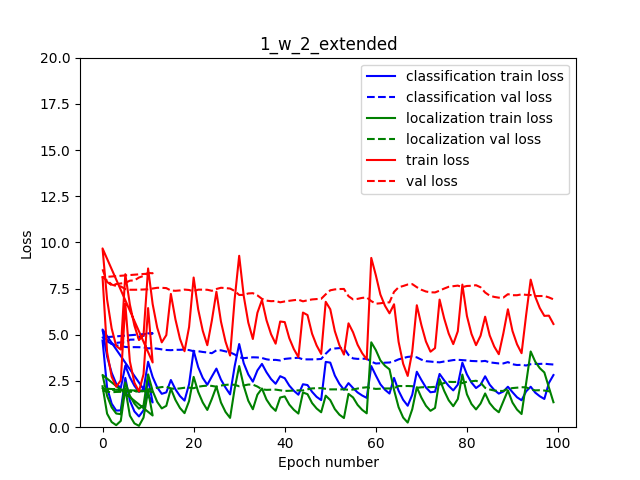 1_w_2_extended
20.0
17.5
15.0
12.5
10.0
7.5
5.0
2.5
0.0
Loss
classification train loss
classification val loss
localization train loss
localization val loss
train loss
val loss
0
20
40
60
80
100
Epoch number